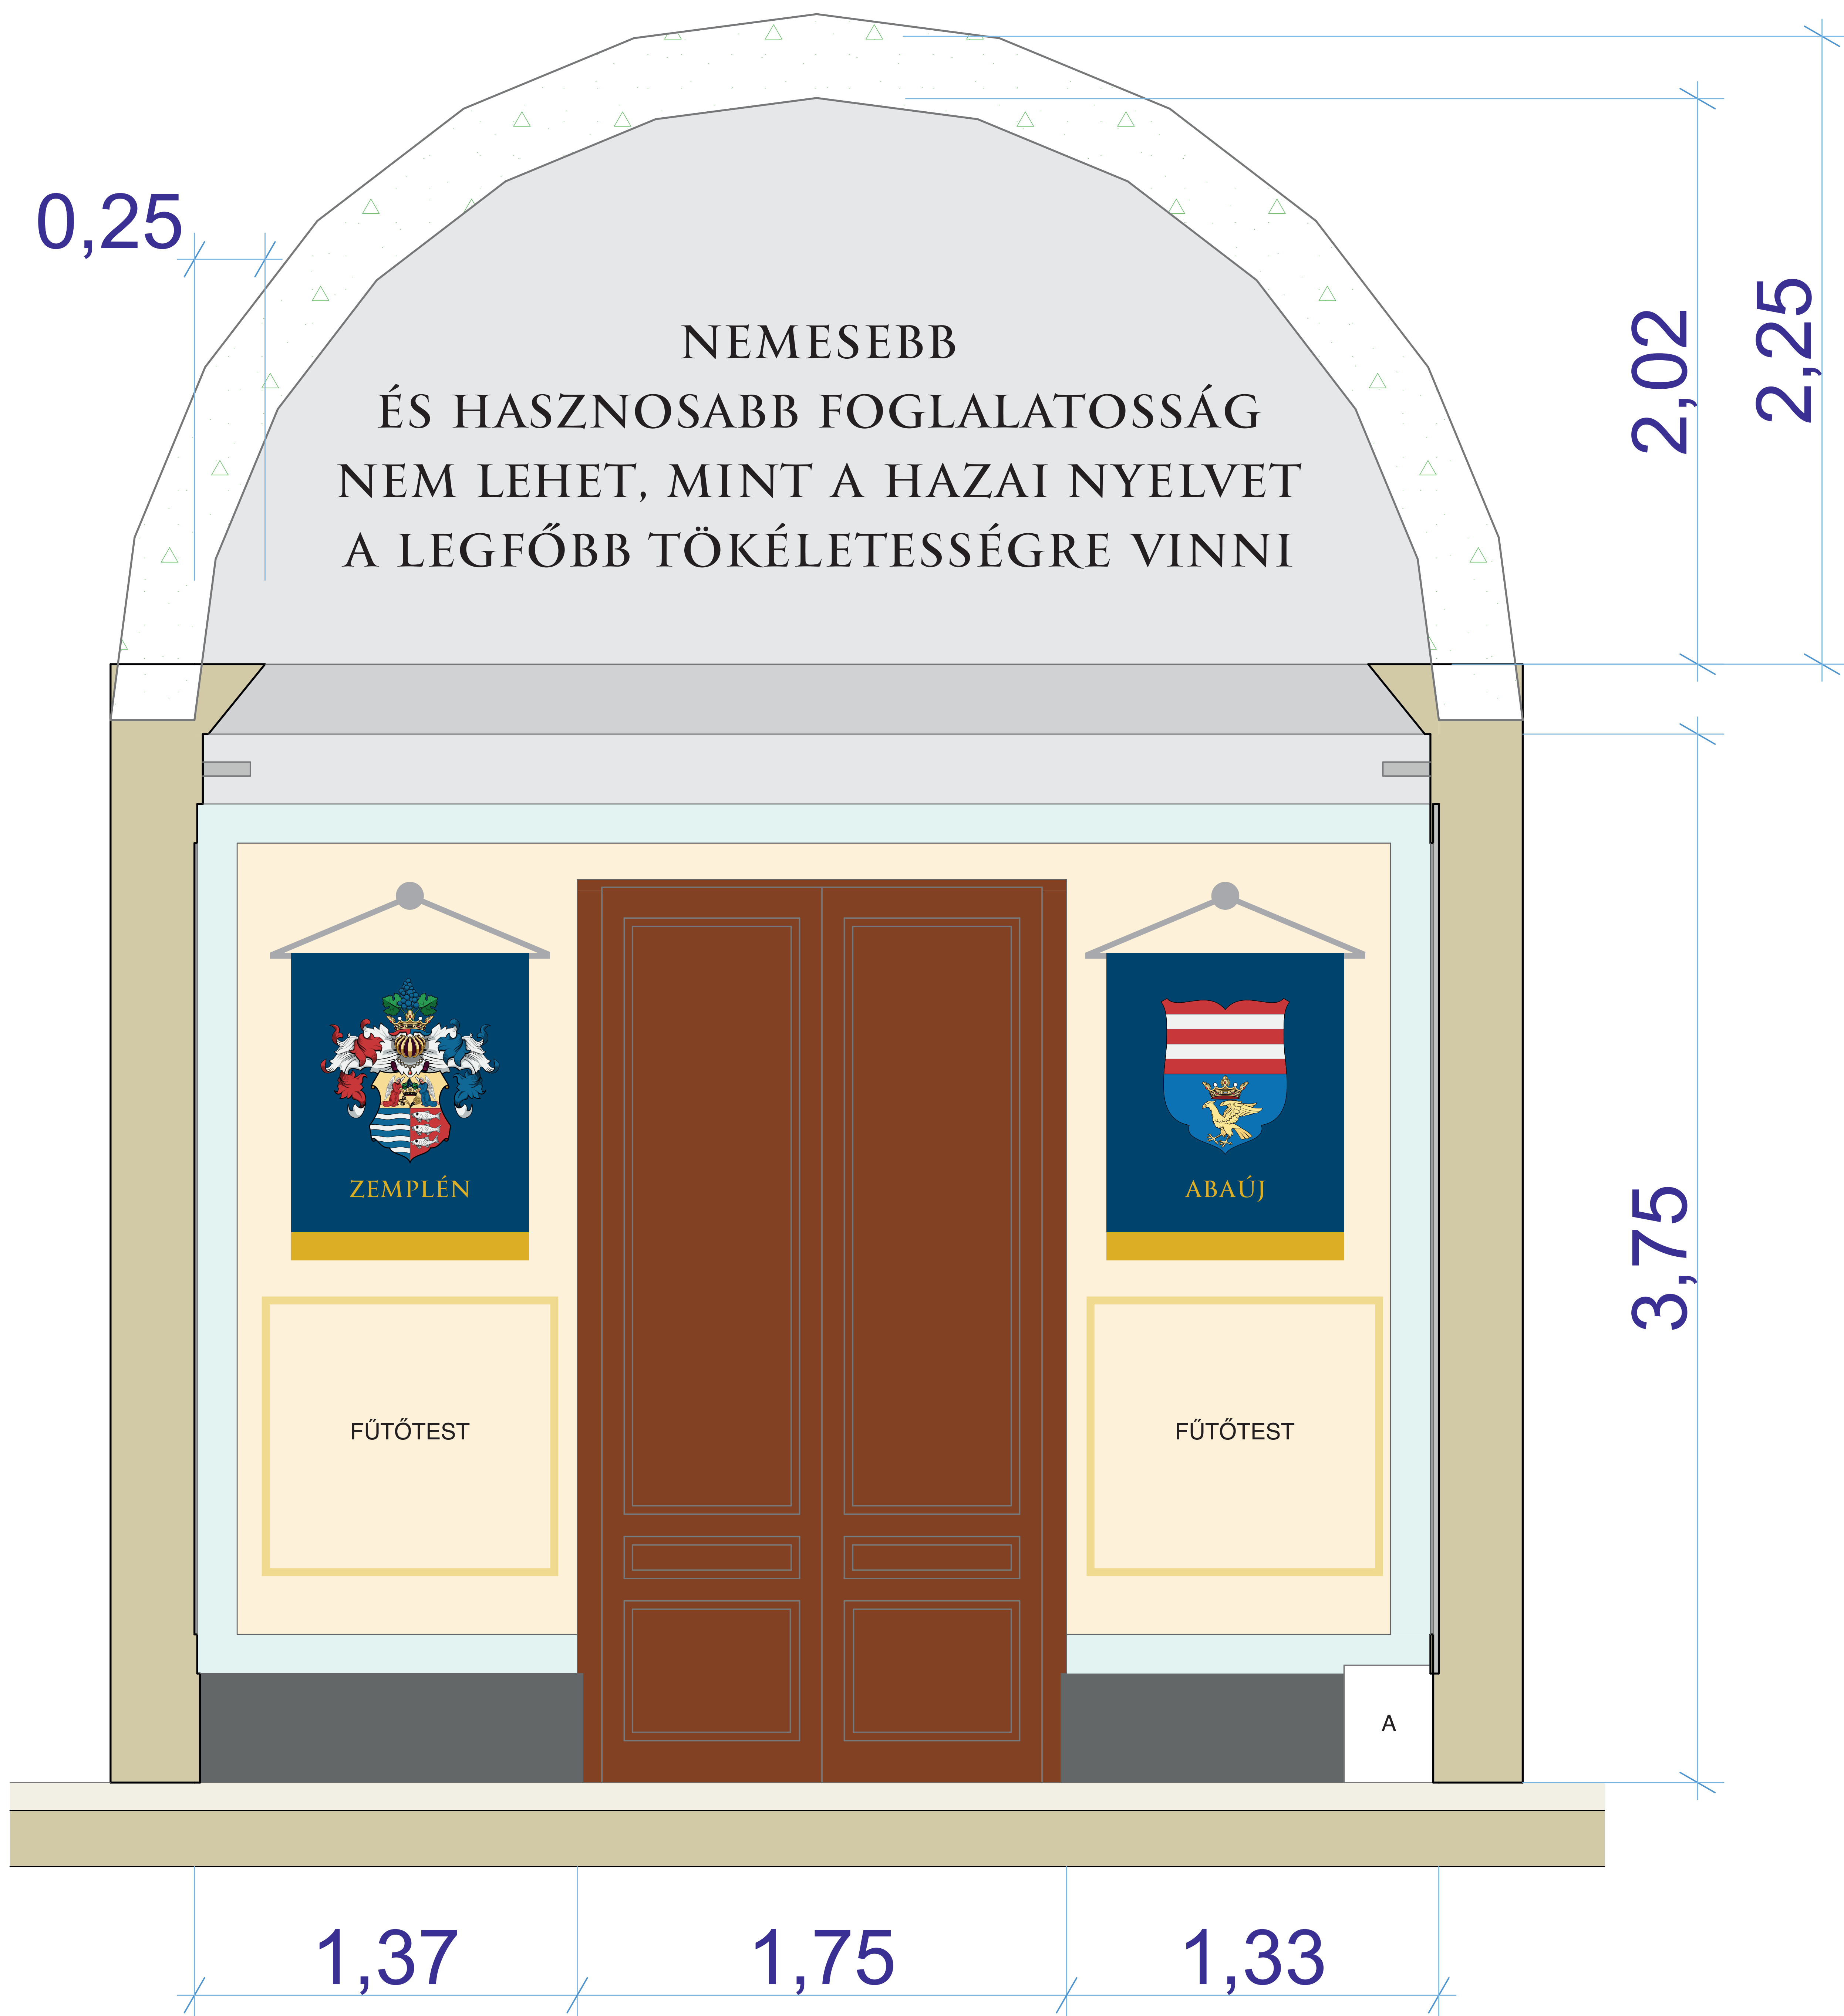 0,25
2,02
2,25
NEMESEBB
ÉS HASZNOSABB FOGLALATOSSÁG
NEM LEHET, MINT A HAZAI NYELVET
A LEGFŐBB TÖKÉLETESSÉGRE VINNI
ZEMPLÉN
ABAÚJ
3,75
FŰTŐTEST
FŰTŐTEST
A
1,37
1,75
1,33